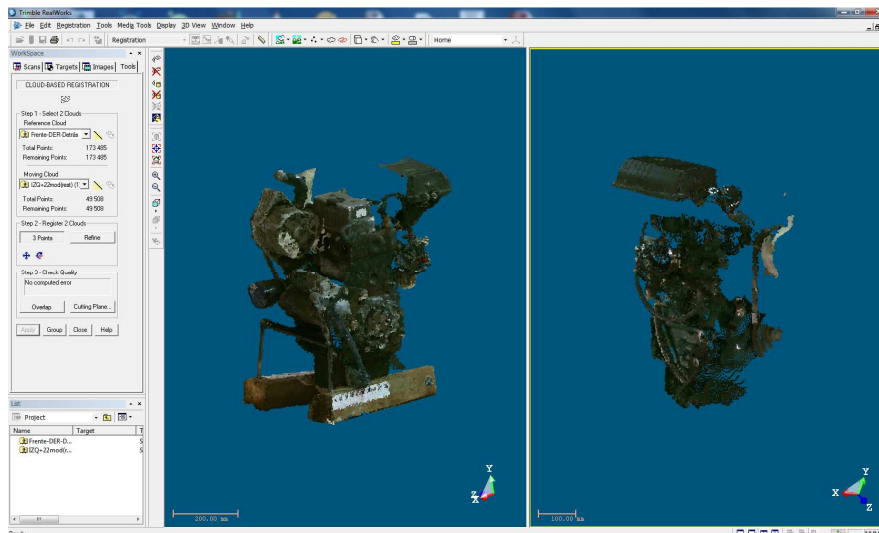 Trimble RealWorks
File Edit Registration Tools Media Tools Display 3D View Window Help
Registration
Home
WorkSpace
Scans Targets Images Tools
CLOUD-BASED REGISTRATION
Step 1 - Select 2 Clouds
Reference Cloud
Frente-DER-Detrás
Total Points: 173 485
Remaining Points: 173 485
Moving Cloud
IZQ+22mod(rest) (1)
Total Points: 49 508
Remaining Points: 49 508
Step 2 - Register 2 Clouds
3 Points Refine
Step 3 - Check Quality
No computed error
Overlap Cutting Plane...
Apply Group Close Help
List
Project
Name Target T
Frente-DER-D... S
IZQ+22mod(r... S
200.00 mm
Y
Z
X
100.00 mm
Y
X
Z